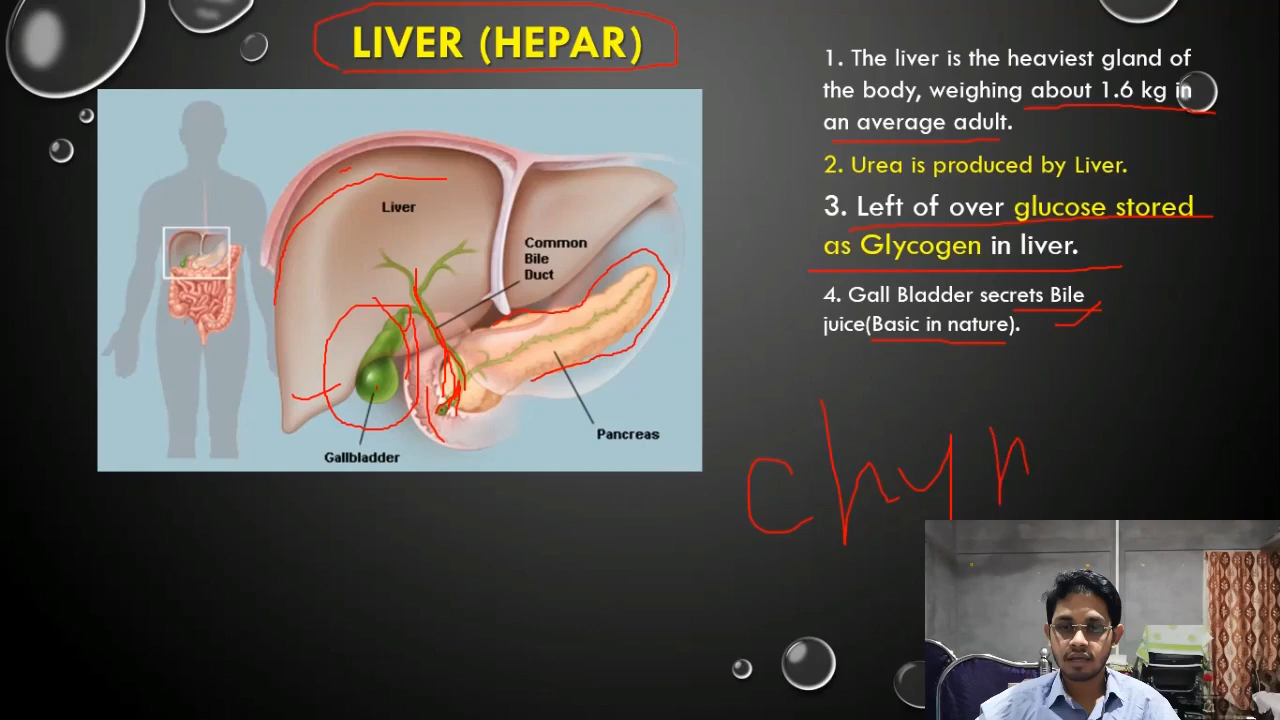 LIVER (HEPAR)
1. The liver is the heaviest gland of
the body, weighing about 1.6 kg in
an average adult.
2. Urea is produced by Liver.
3. Left of over glucose stored
as Glycogen in liver.
4. Gall Bladder secrets Bile
juice(Basic in nature).
Liver
Common
Bile
Duct
Pancreas
Gallbladder